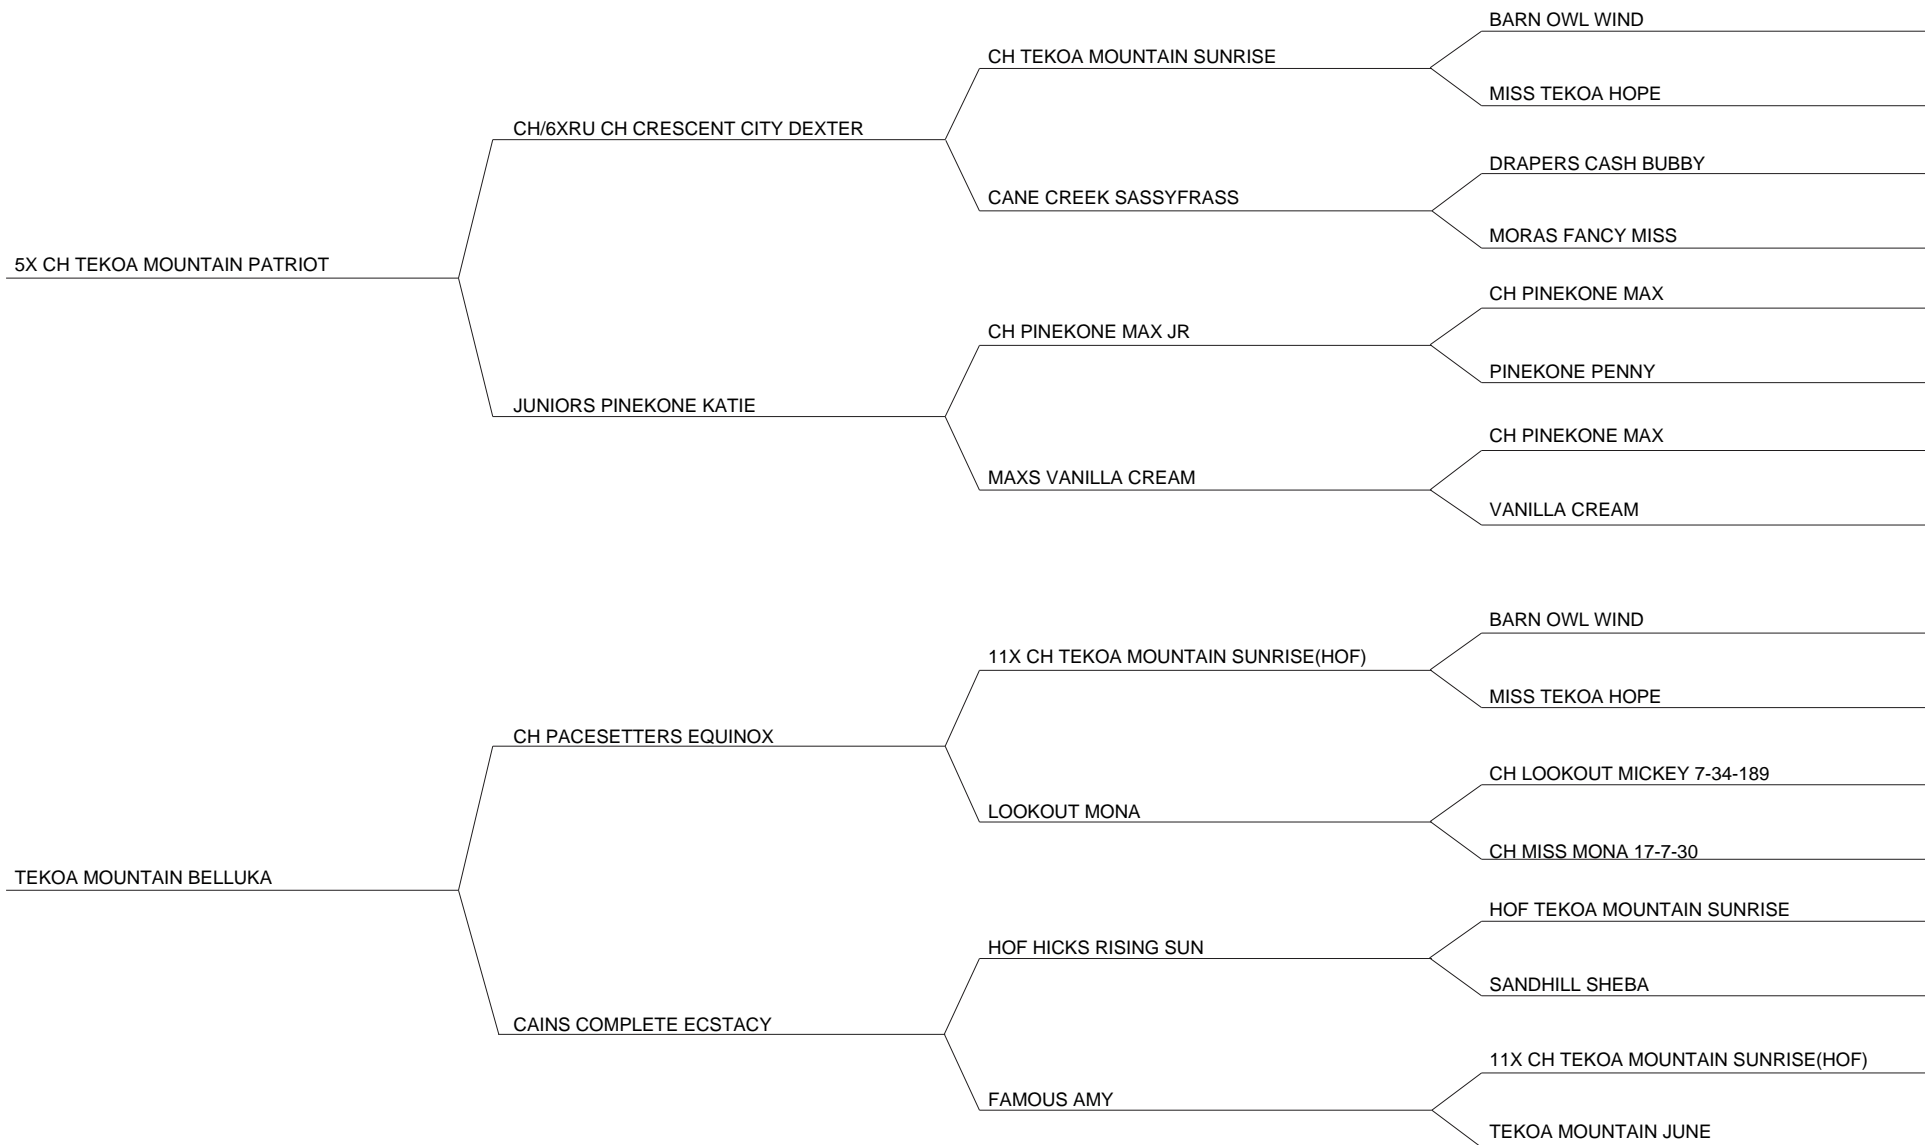 BARN OWL WIND
CH TEKOA MOUNTAIN SUNRISE
MISS TEKOA HOPE
CH/6XRU CH CRESCENT CITY DEXTER
DRAPERS CASH BUBBY
CANE CREEK SASSYFRASS
MORAS FANCY MISS
5X CH TEKOA MOUNTAIN PATRIOT
CH PINEKONE MAX
CH PINEKONE MAX JR
PINEKONE PENNY
JUNIORS PINEKONE KATIE
CH PINEKONE MAX
MAXS VANILLA CREAM
VANILLA CREAM
BARN OWL WIND
11X CH TEKOA MOUNTAIN SUNRISE(HOF)
MISS TEKOA HOPE
CH PACESETTERS EQUINOX
CH LOOKOUT MICKEY 7-34-189
LOOKOUT MONA
CH MISS MONA 17-7-30
TEKOA MOUNTAIN BELLUKA
HOF TEKOA MOUNTAIN SUNRISE
HOF HICKS RISING SUN
SANDHILL SHEBA
CAINS COMPLETE ECSTACY
11X CH TEKOA MOUNTAIN SUNRISE(HOF)
FAMOUS AMY
TEKOA MOUNTAIN JUNE